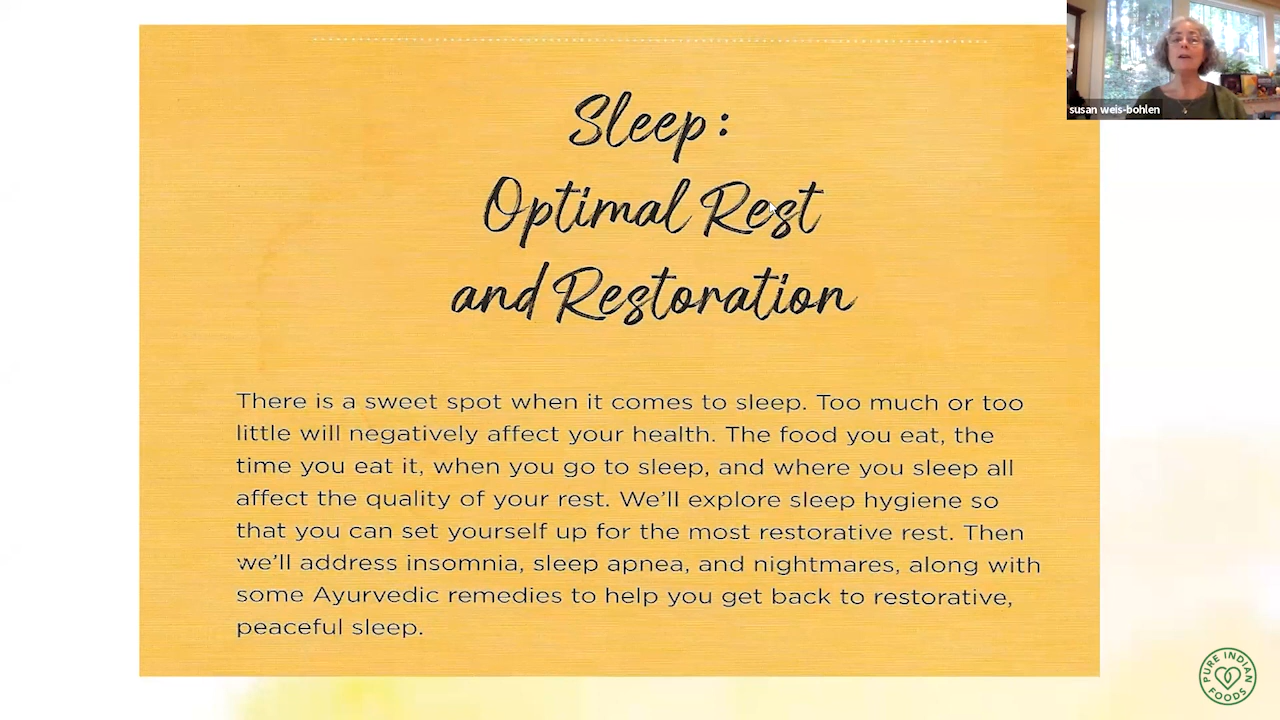 Sleep:
Optimal Rest
and Restoration
There is a sweet spot when it comes to sleep. Too much or too
little will negatively affect your health. The food you eat, the
time you eat it, when you go to sleep, and where you sleep all
affect the quality of your rest. We'll explore sleep hygiene so
that you can set yourself up for the most restorative rest. Then
we'll address insomnia, sleep apnea, and nightmares, along with
some Ayurvedic remedies to help you get back to restorative,
peaceful sleep.
susan weis-bohlen
PURE INDIAN
FOODS